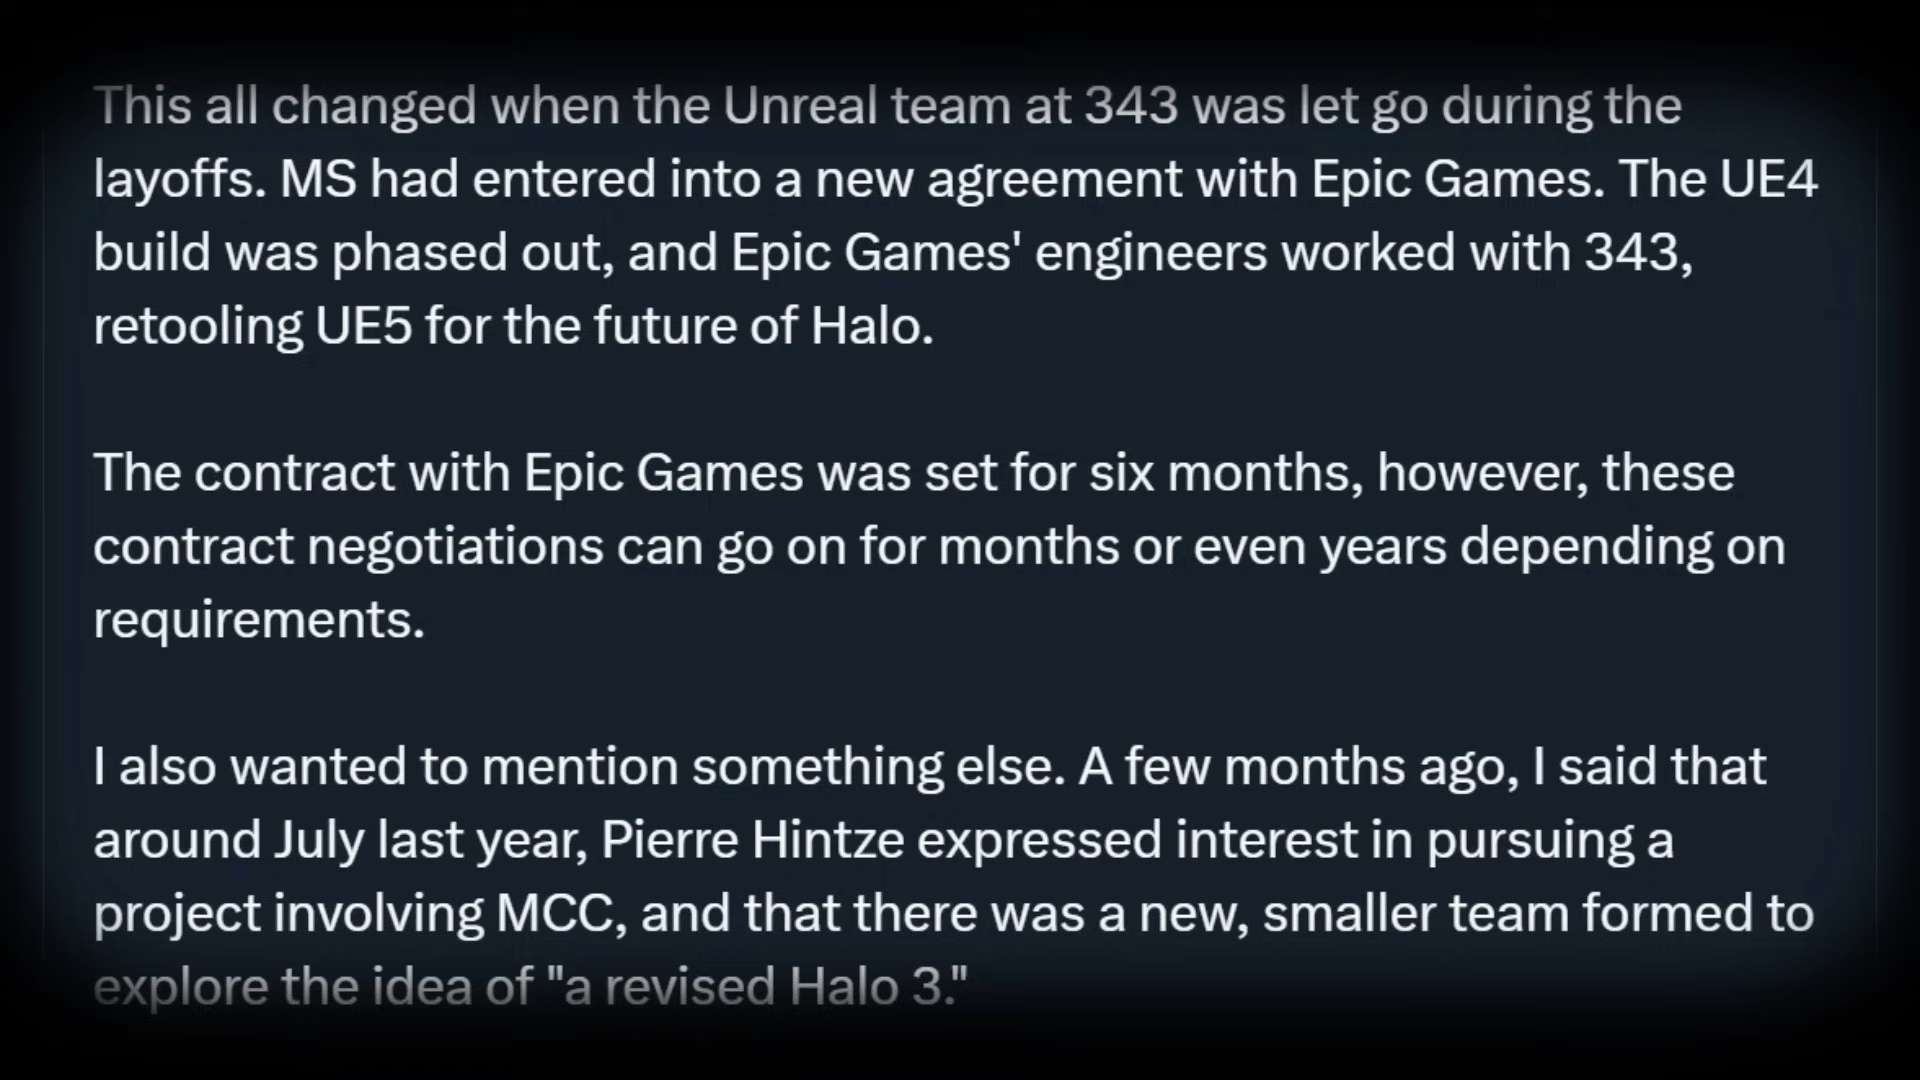 This all changed when the Unreal team at 343 was let go during the
layoffs. MS had entered into a new agreement with Epic Games. The UE4
build was phased out, and Epic Games' engineers worked with 343,
retooling UE5 for the future of Halo.
The contract with Epic Games was set for six months, however, these
contract negotiations can go on for months or even years depending on
requirements.
I also wanted to mention something else. A few months ago, I said that
around July last year, Pierre Hintze expressed interest in pursuing a
project involving MCC, and that there was a new, smaller team formed to
explore the idea of "a revised Halo 3."